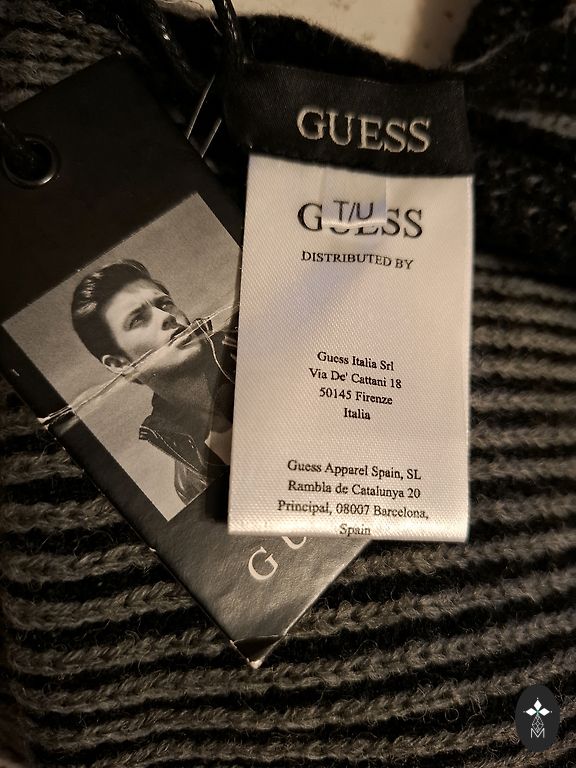 GUESS
T/U
GUESS
DISTRIBUTED BY
Guess Italia Srl
Via De' Cattani 18
50145 Firenze
Italia
Guess Apparel Spain, SL
Rambla de Catalunya 20
Principal, 08007 Barcelona,
Spain
GU
M